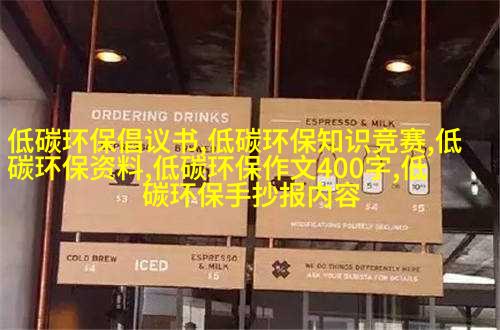 ORDERING DRINKS
ESPRESSO & MILK
低碳环保倡议书,低碳环保知识竞赛,低
碳环保资料,低碳环保作文400字,低
碳环保手抄报内容
$3
$4
$5
MODIFICATIONS POLITELY DECLINED
COLD BREW
$4
ICED
ESPRESSO
& MILK
$5
WE DO THINGS DIFFERENTLY HERE
ASK YOUR BARISTA FOR DETAILS